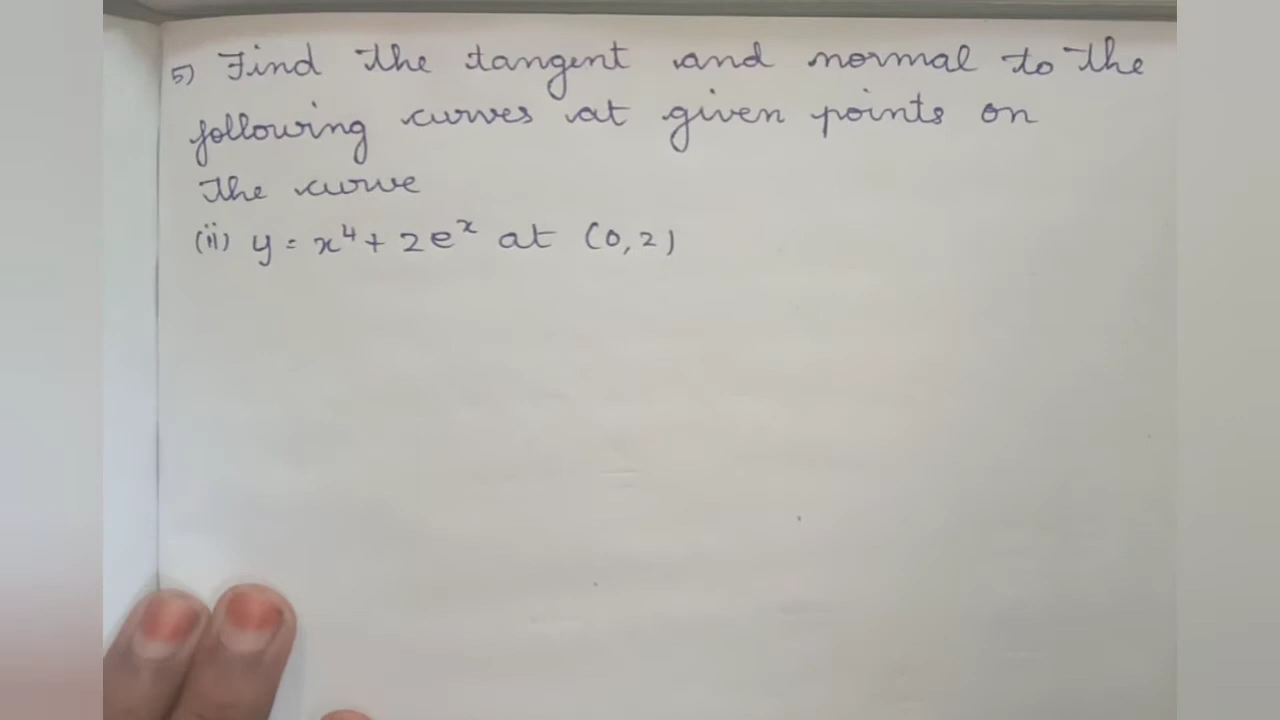 5) Find the tangent and normal to the
following curves at given points on
the curve
(ii) y = x⁴ + 2eˣ at (0,2)